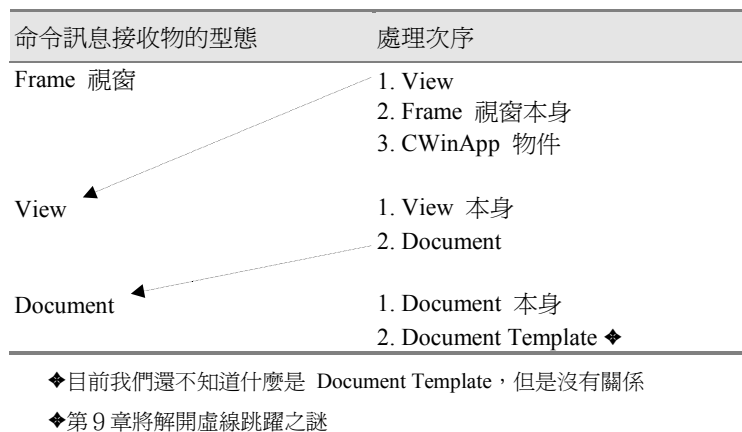 命令訊息接收物的型態 處理次序
Frame 視窗 1. View
2. Frame 視窗本身
3. CWinApp 物件
View 1. View 本身
2. Document
Document 1. Document 本身
2. Document Template ❖
❖目前我們還不知道什麼是 Document Template，但是沒有關係
❖第9章將解開虛線跳躍之謎